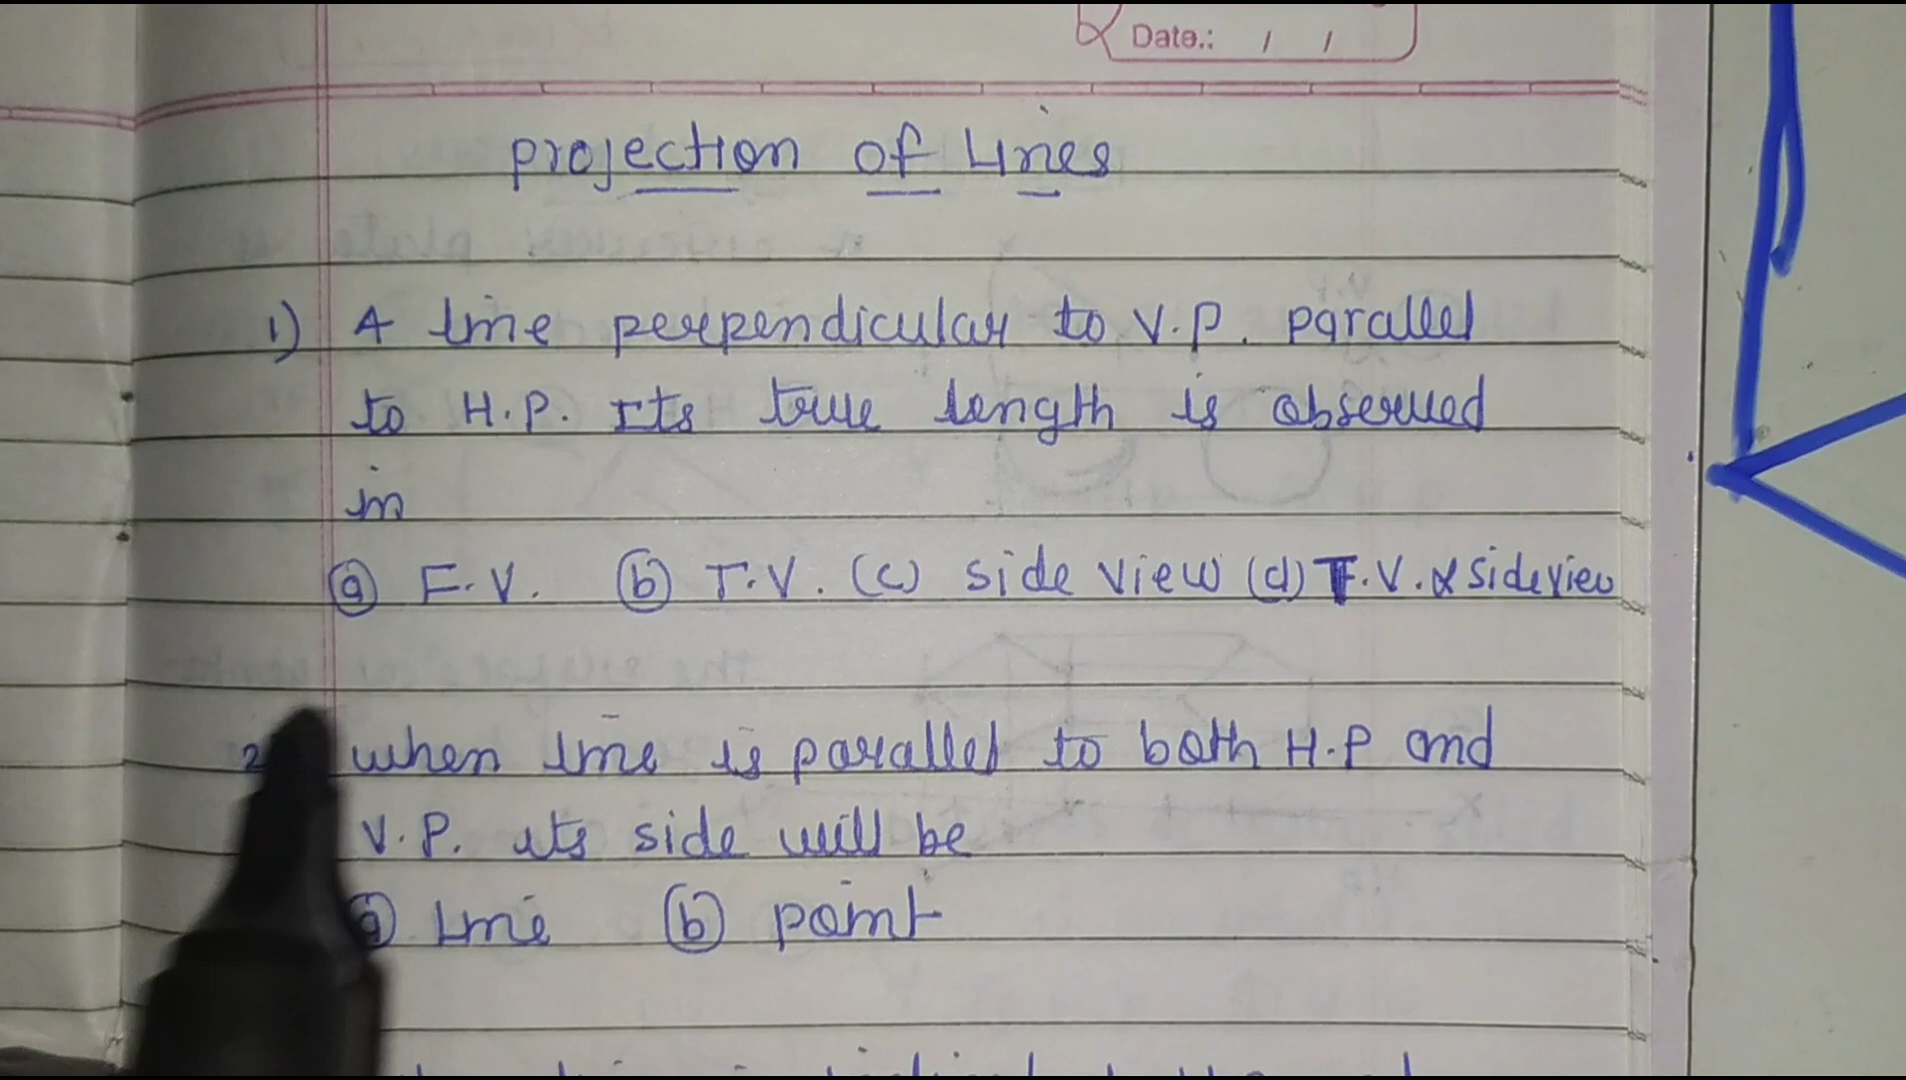 Date.: / /
projection of Lines
1) A line perpendicular to V.P. parallel
to H.P. Its true length is observed
in
(a) F.V. (b) T.V. (c) side view (d) T.V. & sideview
2 when line is parallel to both H.P and
V.P. its side will be
(a) Line (b) point